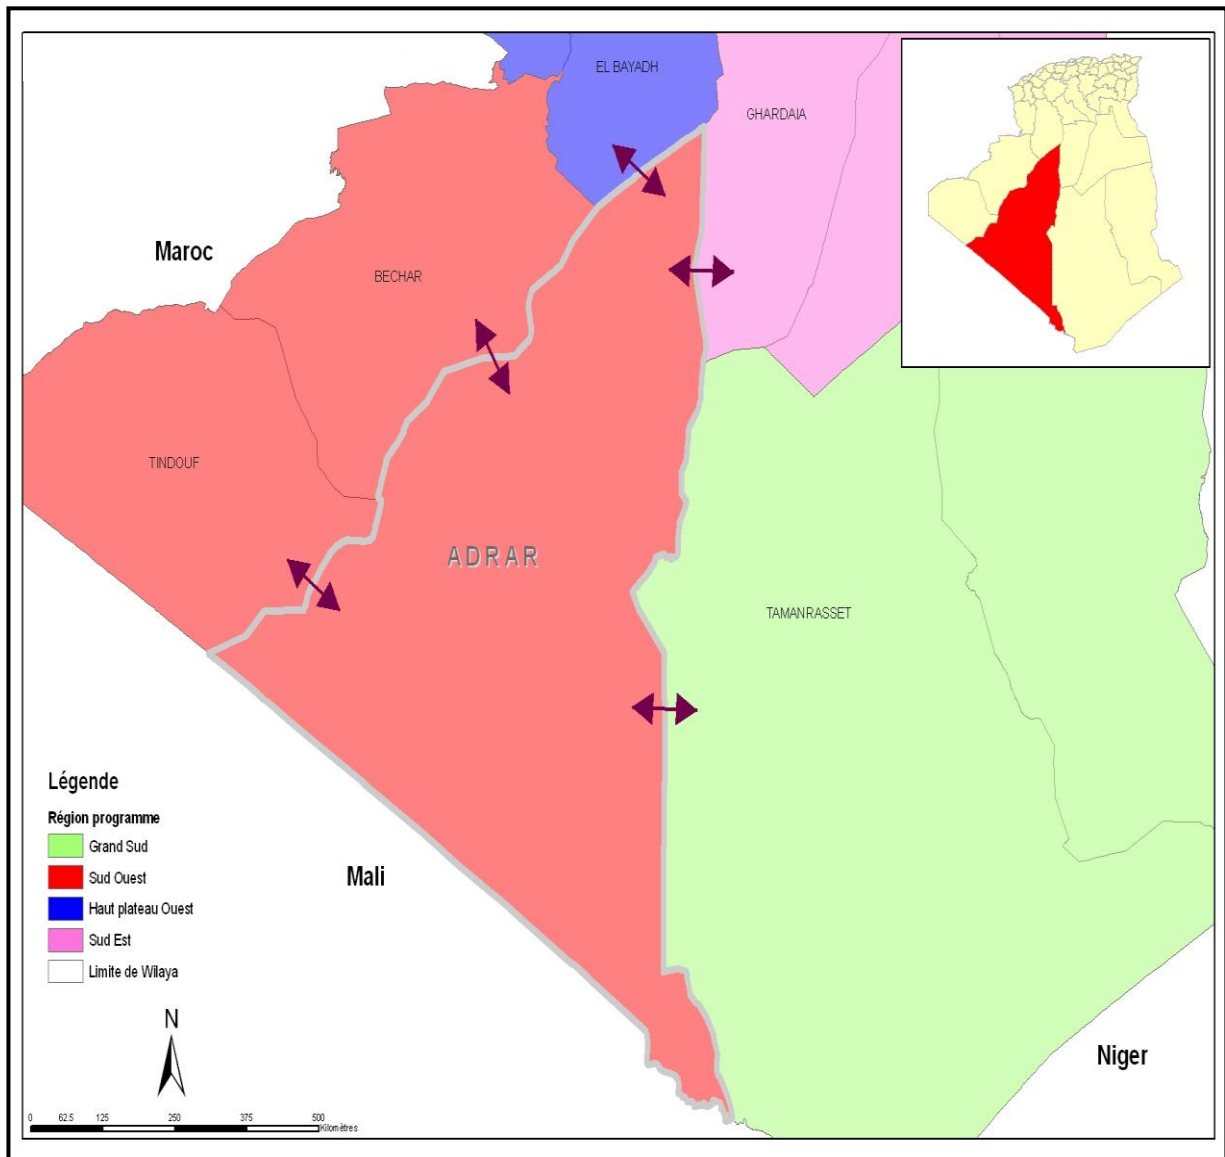 EL BAYADH
GHARDAIA
Maroc
BECHAR
TINDOUF
ADRAR
TAMANRASSET
Légende
Région programme
Grand Sud
Sud Ouest
Haut plateau Ouest
Sud Est
Limite de Wilaya
Mali
Niger
N
0 62.5 125 250 375 500
Kilomètres